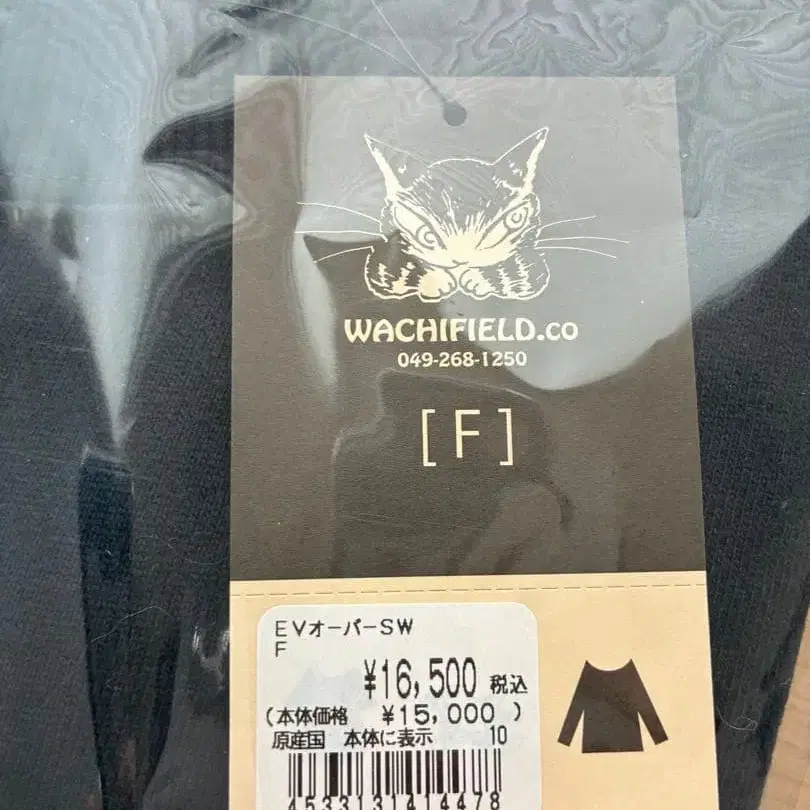 WACHIFIELD.co
049-268-1250
[F]
EVオーバーSW
F
¥16,500 税込
(本体価格 ¥15,000)
原産国 本体に表示 10
4533131414478